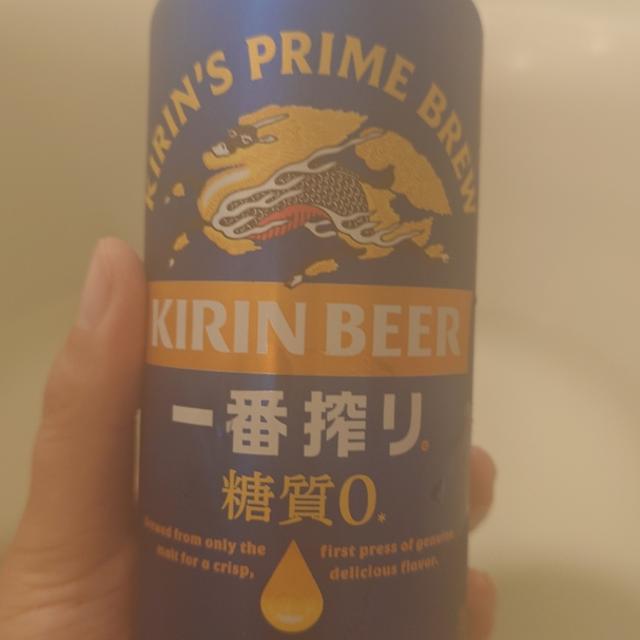 KIRIN'S PRIME BREW
KIRIN BEER
一番搾り
糖質0*
from only the
malt for a crisp,
first press of genuine
delicious flavor.